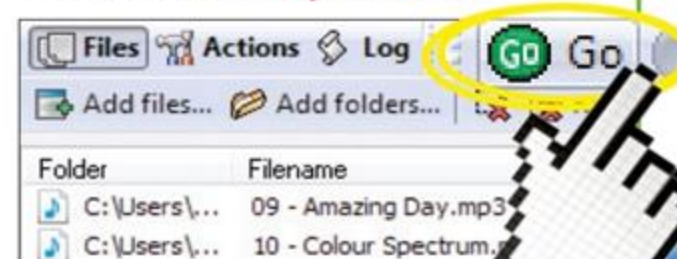 Files Actions Log GO Go
Add files... Add folders...
Folder Filename
C:\Users\... 09 - Amazing Day.mp3
C:\Users\... 10 - Colour Spectrum.